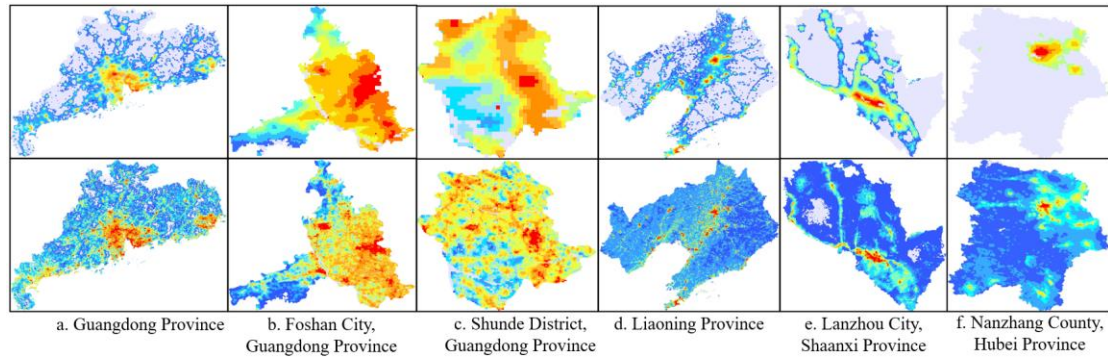 a. Guangdong Province
b. Foshan City,
Guangdong Province
c. Shunde District,
Guangdong Province
d. Liaoning Province
e. Lanzhou City,
Shaanxi Province
f. Nanzhang County,
Hubei Province